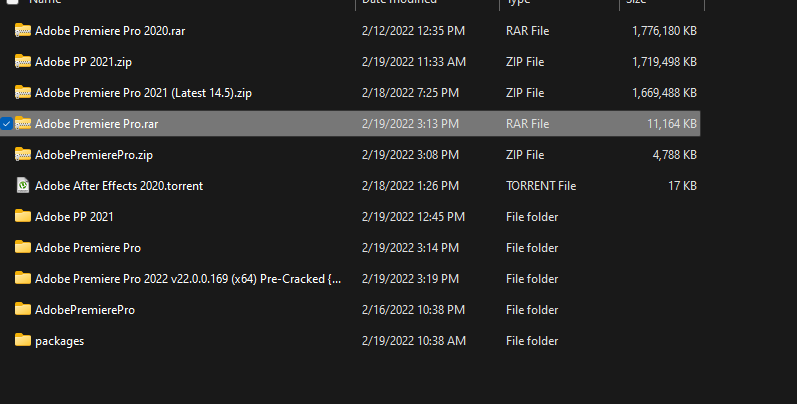 Name Date modified Type Size
Adobe Premiere Pro 2020.rar 2/12/2022 12:35 PM RAR File 1,776,180 KB
Adobe PP 2021.zip 2/19/2022 11:33 AM ZIP File 1,719,498 KB
Adobe Premiere Pro 2021 (Latest 14.5).zip 2/18/2022 7:25 PM ZIP File 1,669,488 KB
Adobe Premiere Pro.rar 2/19/2022 3:13 PM RAR File 11,164 KB
AdobePremierePro.zip 2/19/2022 3:08 PM ZIP File 4,788 KB
Adobe After Effects 2020.torrent 2/18/2022 1:26 PM TORRENT File 17 KB
Adobe PP 2021 2/19/2022 12:45 PM File folder
Adobe Premiere Pro 2/19/2022 3:14 PM File folder
Adobe Premiere Pro 2022 v22.0.0.169 (x64) Pre-Cracked {... 2/19/2022 3:19 PM File folder
AdobePremierePro 2/16/2022 10:38 PM File folder
packages 2/19/2022 10:38 AM File folder